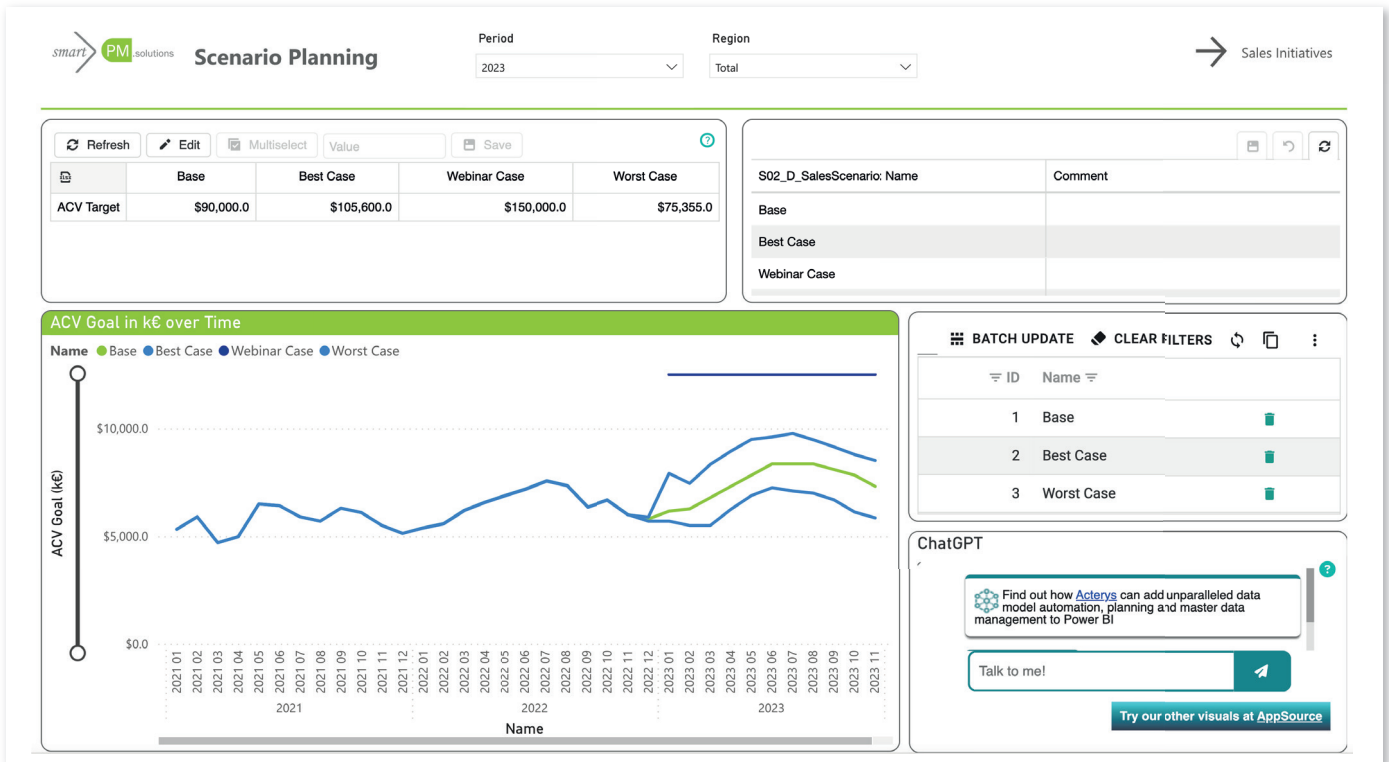 smart PM.solutions
Scenario Planning
Period
2023
Region
Total
Sales Initiatives
Refresh Edit Multiselect Value Save ?
Base Best Case Webinar Case Worst Case
ACV Target $90,000.0 $105,600.0 $150,000.0 $75,355.0
S02_D_SalesScenario: Name Comment
Base
Best Case
Webinar Case
ACV Goal in k€ over Time
Name Base Best Case Webinar Case Worst Case
ACV Goal (k€)
$10,000.0
$5,000.0
$0.0
2021 01 2021 02 2021 03 2021 04 2021 05 2021 06 2021 07 2021 08 2021 09 2021 10 2021 11 2021 12 2022 01 2022 02 2022 03 2022 04 2022 05 2022 06 2022 07 2022 08 2022 09 2022 10 2022 11 2022 12 2023 01 2023 02 2023 03 2023 04 2023 05 2023 06 2023 07 2023 08 2023 09 2023 10 2023 11
2021 2022 2023
Name
BATCH UPDATE CLEAR FILTERS
ID Name
1 Base
2 Best Case
3 Worst Case
ChatGPT
?
Find out how Acterys can add unparalleled data
model automation, planning and master data
management to Power BI
Talk to me!
Try our other visuals at AppSource